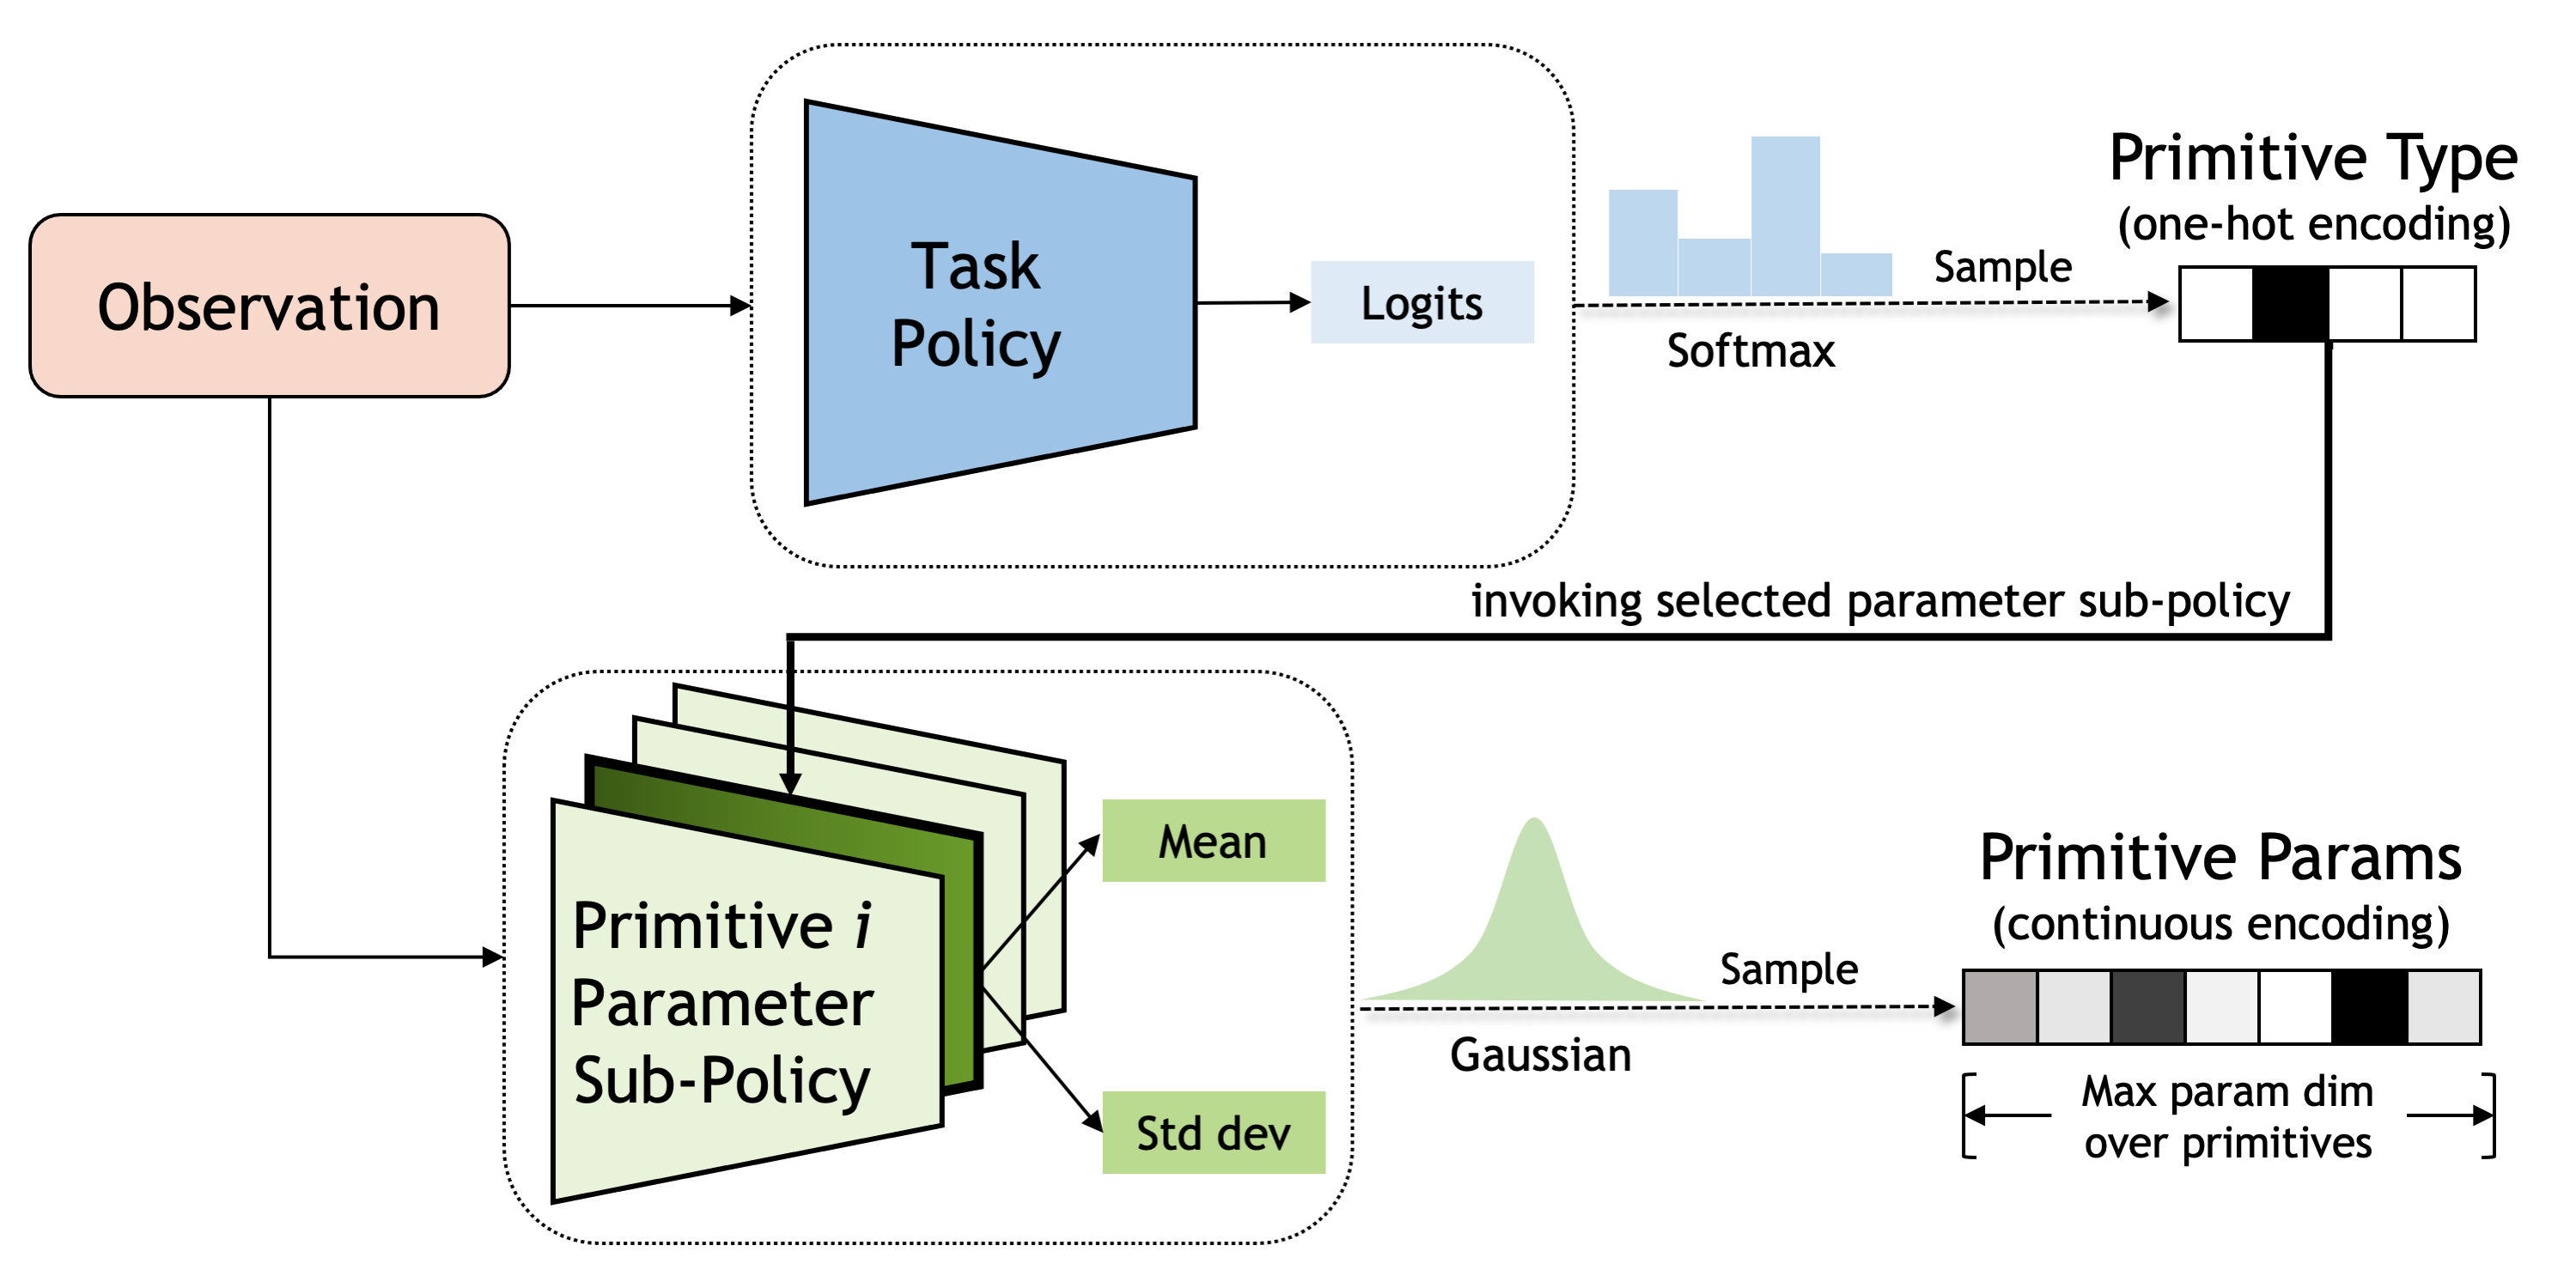 Observation
Task
Policy
Logits
Softmax
Sample
Primitive Type
(one-hot encoding)
invoking selected parameter sub-policy
Primitive i
Parameter
Sub-Policy
Mean
Std dev
Gaussian
Sample
Primitive Params
(continuous encoding)
Max param dim
over primitives